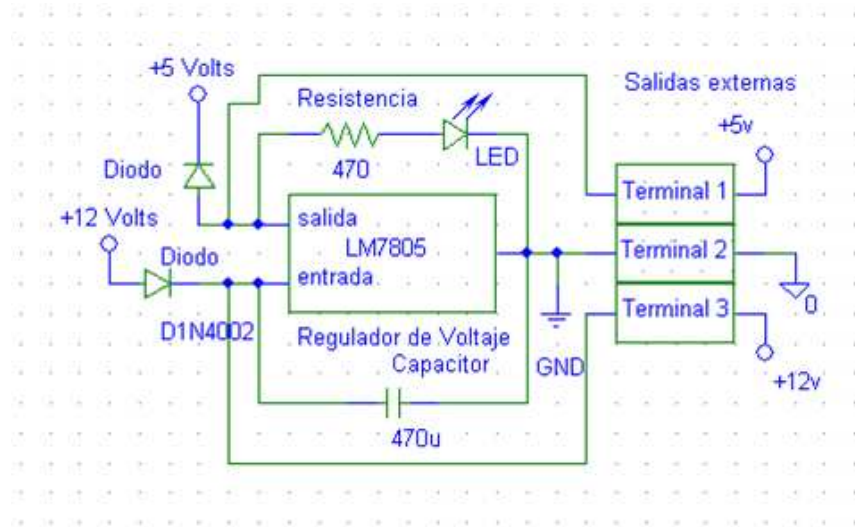 +5 Volts
Resistencia
Salidas externas
+5v
LED
Diodo
470
Terminal 1
+12 Volts
salida
LM7805
Terminal 2
Diodo
entrada
Terminal 3
0
D1N4002
Regulador de Voltaje
Capacitor
GND
+12v
470u